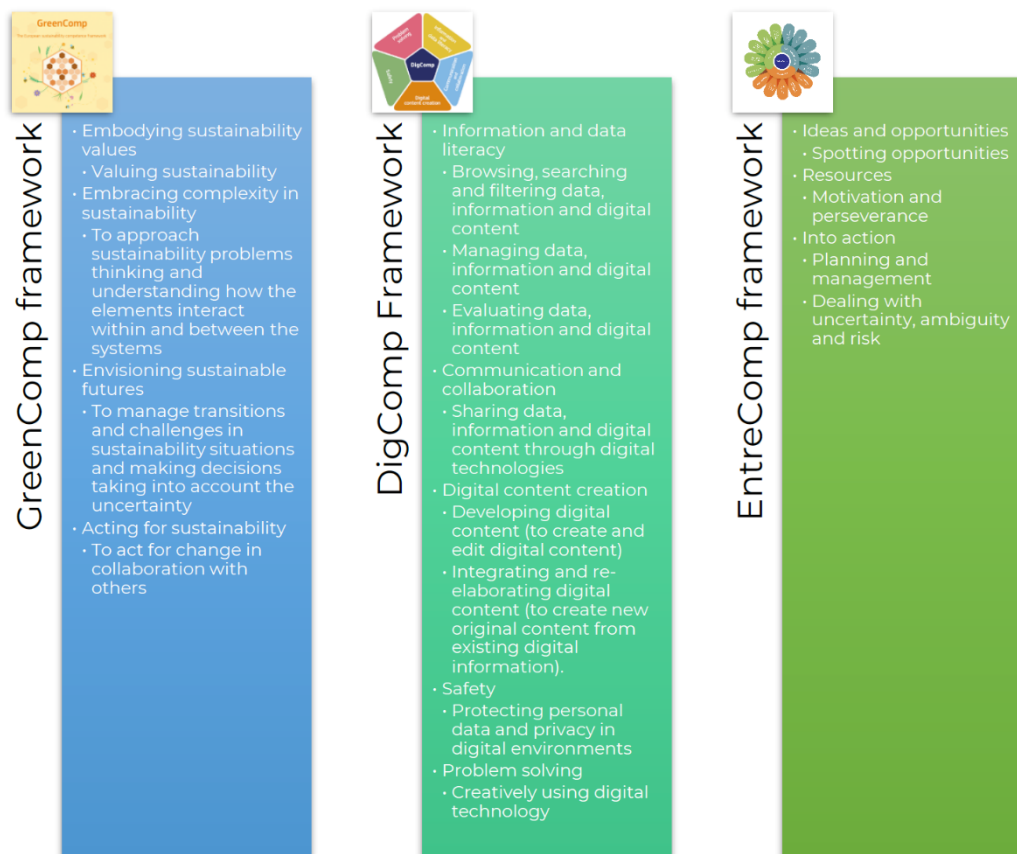 GreenComp
GreenComp framework
• Embodying sustainability
values
• Valuing sustainability
• Embracing complexity in
sustainability
• To approach
sustainability problems
thinking and
understanding how the
elements interact
within and between the
systems
• Envisioning sustainable
futures
• To manage transitions
and challenges in
sustainability situations
and making decisions
taking into account the
uncertainty
• Acting for sustainability
• To act for change in
collaboration with
others
Problem
solving
Information
and
data literacy
DigComp
Safety
Communication
and
collaboration
Digital
content creation
DigComp Framework
• Information and data
literacy
• Browsing, searching
and filtering data,
information and digital
content
• Managing data,
information and digital
content
• Evaluating data,
information and digital
content
• Communication and
collaboration
• Sharing data,
information and digital
content through digital
technologies
• Digital content creation
• Developing digital
content (to create and
edit digital content)
• Integrating and re-
elaborating digital
content (to create new
original content from
existing digital
information).
• Safety
• Protecting personal
data and privacy in
digital environments
• Problem solving
• Creatively using digital
technology
EntreComp framework
• Ideas and opportunities
• Spotting opportunities
• Resources
• Motivation and
perseverance
• Into action
• Planning and
management
• Dealing with
uncertainty, ambiguity
and risk